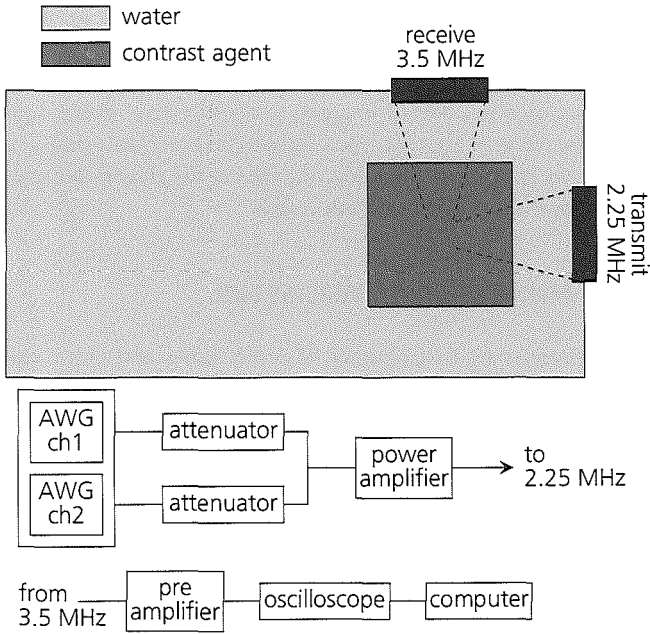 water
contrast agent
receive
3.5 MHz
transmit
2.25 MHz
AWG
ch1
attenuator
AWG
ch2
attenuator
power
amplifier
to
2.25 MHz
from
3.5 MHz
pre
amplifier
oscilloscope
computer